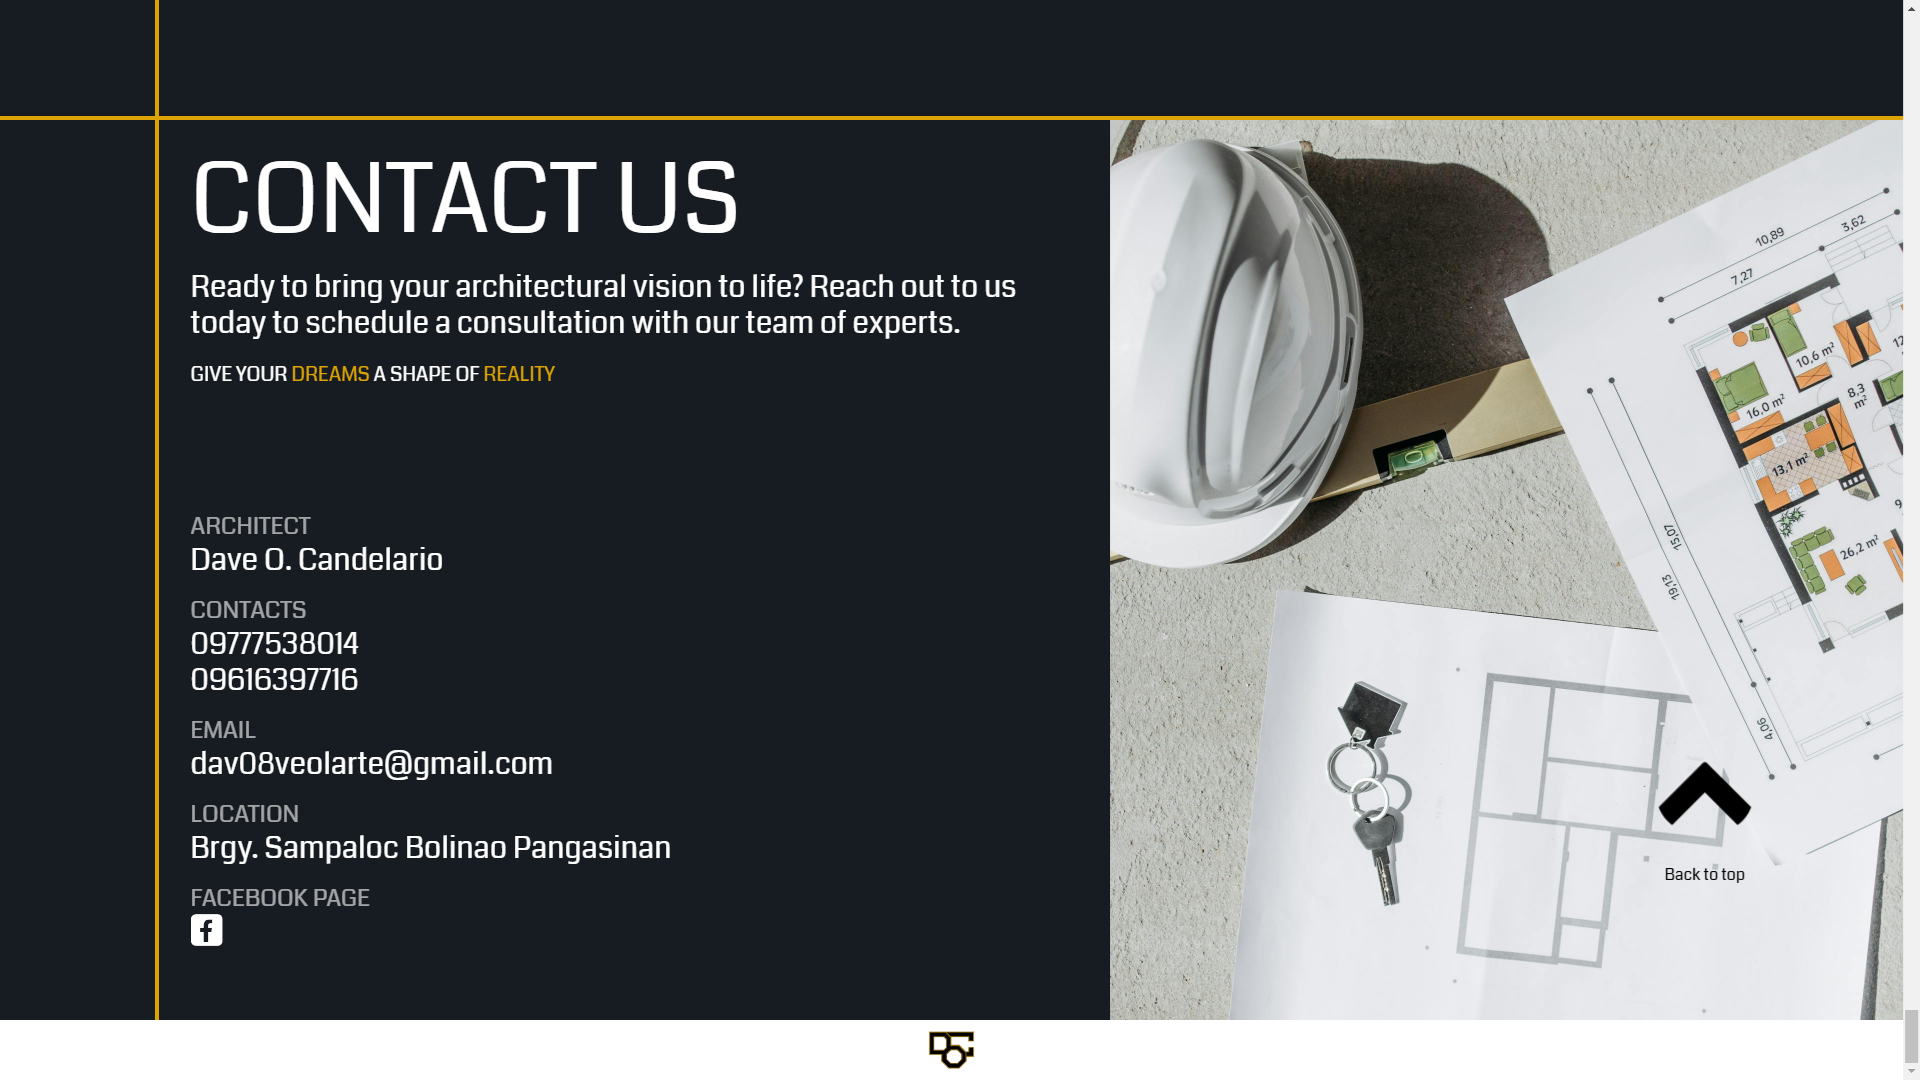 CONTACT US
Ready to bring your architectural vision to life? Reach out to us
today to schedule a consultation with our team of experts.
GIVE YOUR DREAMS A SHAPE OF REALITY
ARCHITECT
Dave O. Candelario
CONTACTS
09777538014
09616397716
EMAIL
dav08veolarte@gmail.com
LOCATION
Brgy. Sampaloc Bolinao Pangasinan
FACEBOOK PAGE
10,89
3,62
7,27
10,6 m²
16,0 m²
8,3
m²
13,1 m²
26,2 m²
15,07
19,13
4,06
Back to top